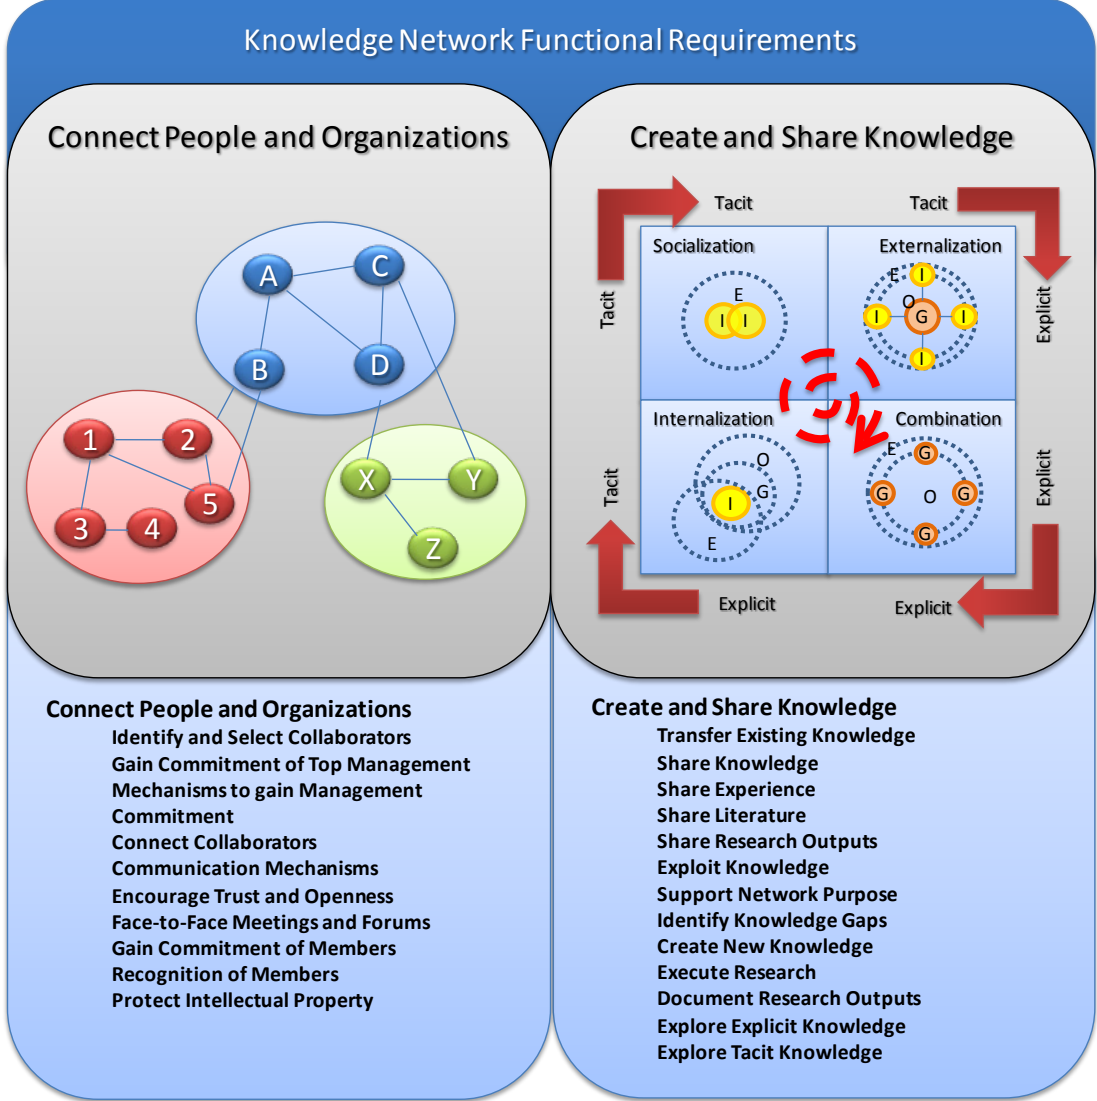 Knowledge Network Functional Requirements
Connect People and Organizations
A
C
B
D
1
2
5
3
4
X
Y
Z
Create and Share Knowledge
Tacit
Tacit
Tacit
Explicit
Socialization
E
I I
Externalization
E
I
O
I
G
I
I
Internalization
O
G
I
E
Combination
E
G
G
O
G
G
Tacit
Explicit
Explicit
Explicit
Connect People and Organizations
Identify and Select Collaborators
Gain Commitment of Top Management
Mechanisms to gain Management
Commitment
Connect Collaborators
Communication Mechanisms
Encourage Trust and Openness
Face-to-Face Meetings and Forums
Gain Commitment of Members
Recognition of Members
Protect Intellectual Property
Create and Share Knowledge
Transfer Existing Knowledge
Share Knowledge
Share Experience
Share Literature
Share Research Outputs
Exploit Knowledge
Support Network Purpose
Identify Knowledge Gaps
Create New Knowledge
Execute Research
Document Research Outputs
Explore Explicit Knowledge
Explore Tacit Knowledge